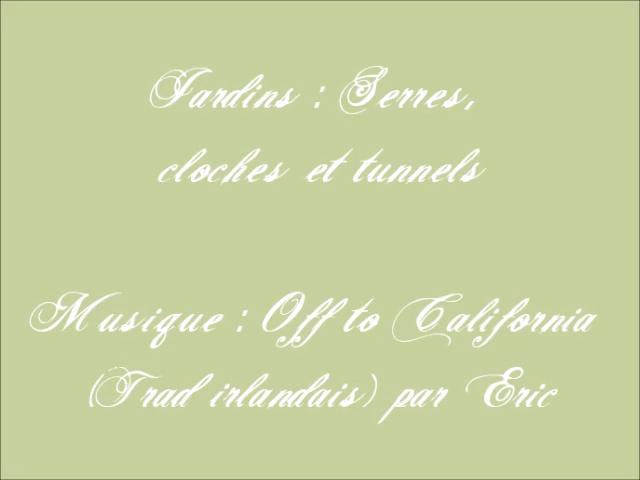 Jardins : Serres,
cloches et tunnels
Musique : Off to California
(Trad irlandais) par Eric